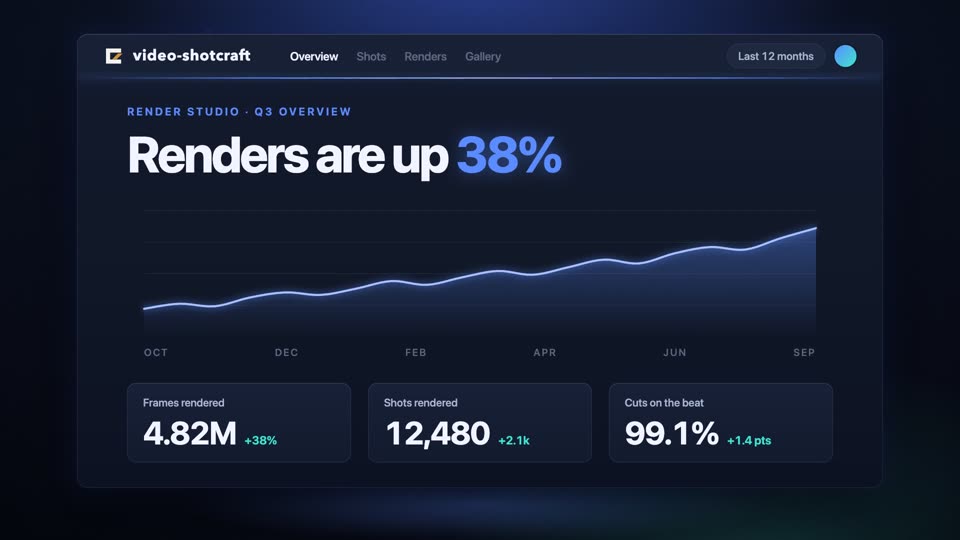 video-shotcraft Overview Shots Renders Gallery Last 12 months
RENDER STUDIO · Q3 OVERVIEW
Renders are up 38%
OCT DEC FEB APR JUN SEP
Frames rendered Shots rendered Cuts on the beat
4.82M +38% 12,480 +2.1k 99.1% +1.4 pts